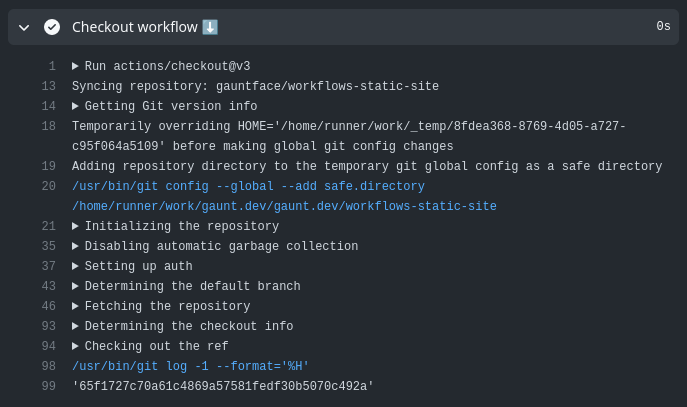 Checkout workflow ⬇️ 0s
1 ▶ Run actions/checkout@v3
13 Syncing repository: gauntface/workflows-static-site
14 ▶ Getting Git version info
18 Temporarily overriding HOME='/home/runner/work/_temp/8fdea368-8769-4d05-a727-
c95f064a5109' before making global git config changes
19 Adding repository directory to the temporary git global config as a safe directory
20 /usr/bin/git config --global --add safe.directory
/home/runner/work/gaunt.dev/gaunt.dev/workflows-static-site
21 ▶ Initializing the repository
35 ▶ Disabling automatic garbage collection
37 ▶ Setting up auth
43 ▶ Determining the default branch
46 ▶ Fetching the repository
93 ▶ Determining the checkout info
94 ▶ Checking out the ref
98 /usr/bin/git log -1 --format='%H'
99 '65f1727c70a61c4869a57581fedf30b5070c492a'